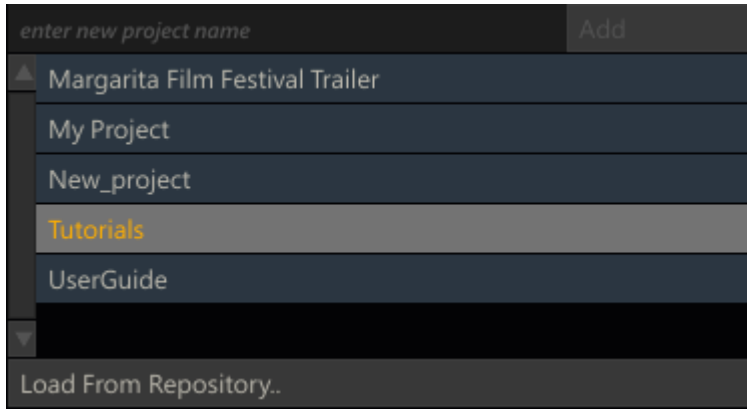 enter new project name
Add
Margarita Film Festival Trailer
My Project
New_project
Tutorials
UserGuide
Load From Repository..